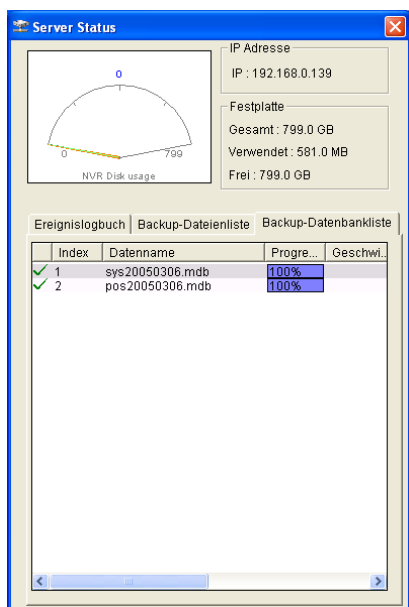 Server Status
0
0 799
NVR Disk usage
IP Adresse
IP : 192.168.0.139
Festplatte
Gesamt : 799.0 GB
Verwendet : 581.0 MB
Frei : 799.0 GB
Ereignislogbuch Backup-Dateienliste Backup-Datenbankliste
Index Datenname Progre... Geschwi..
1 sys20050306.mdb 100%
2 pos20050306.mdb 100%